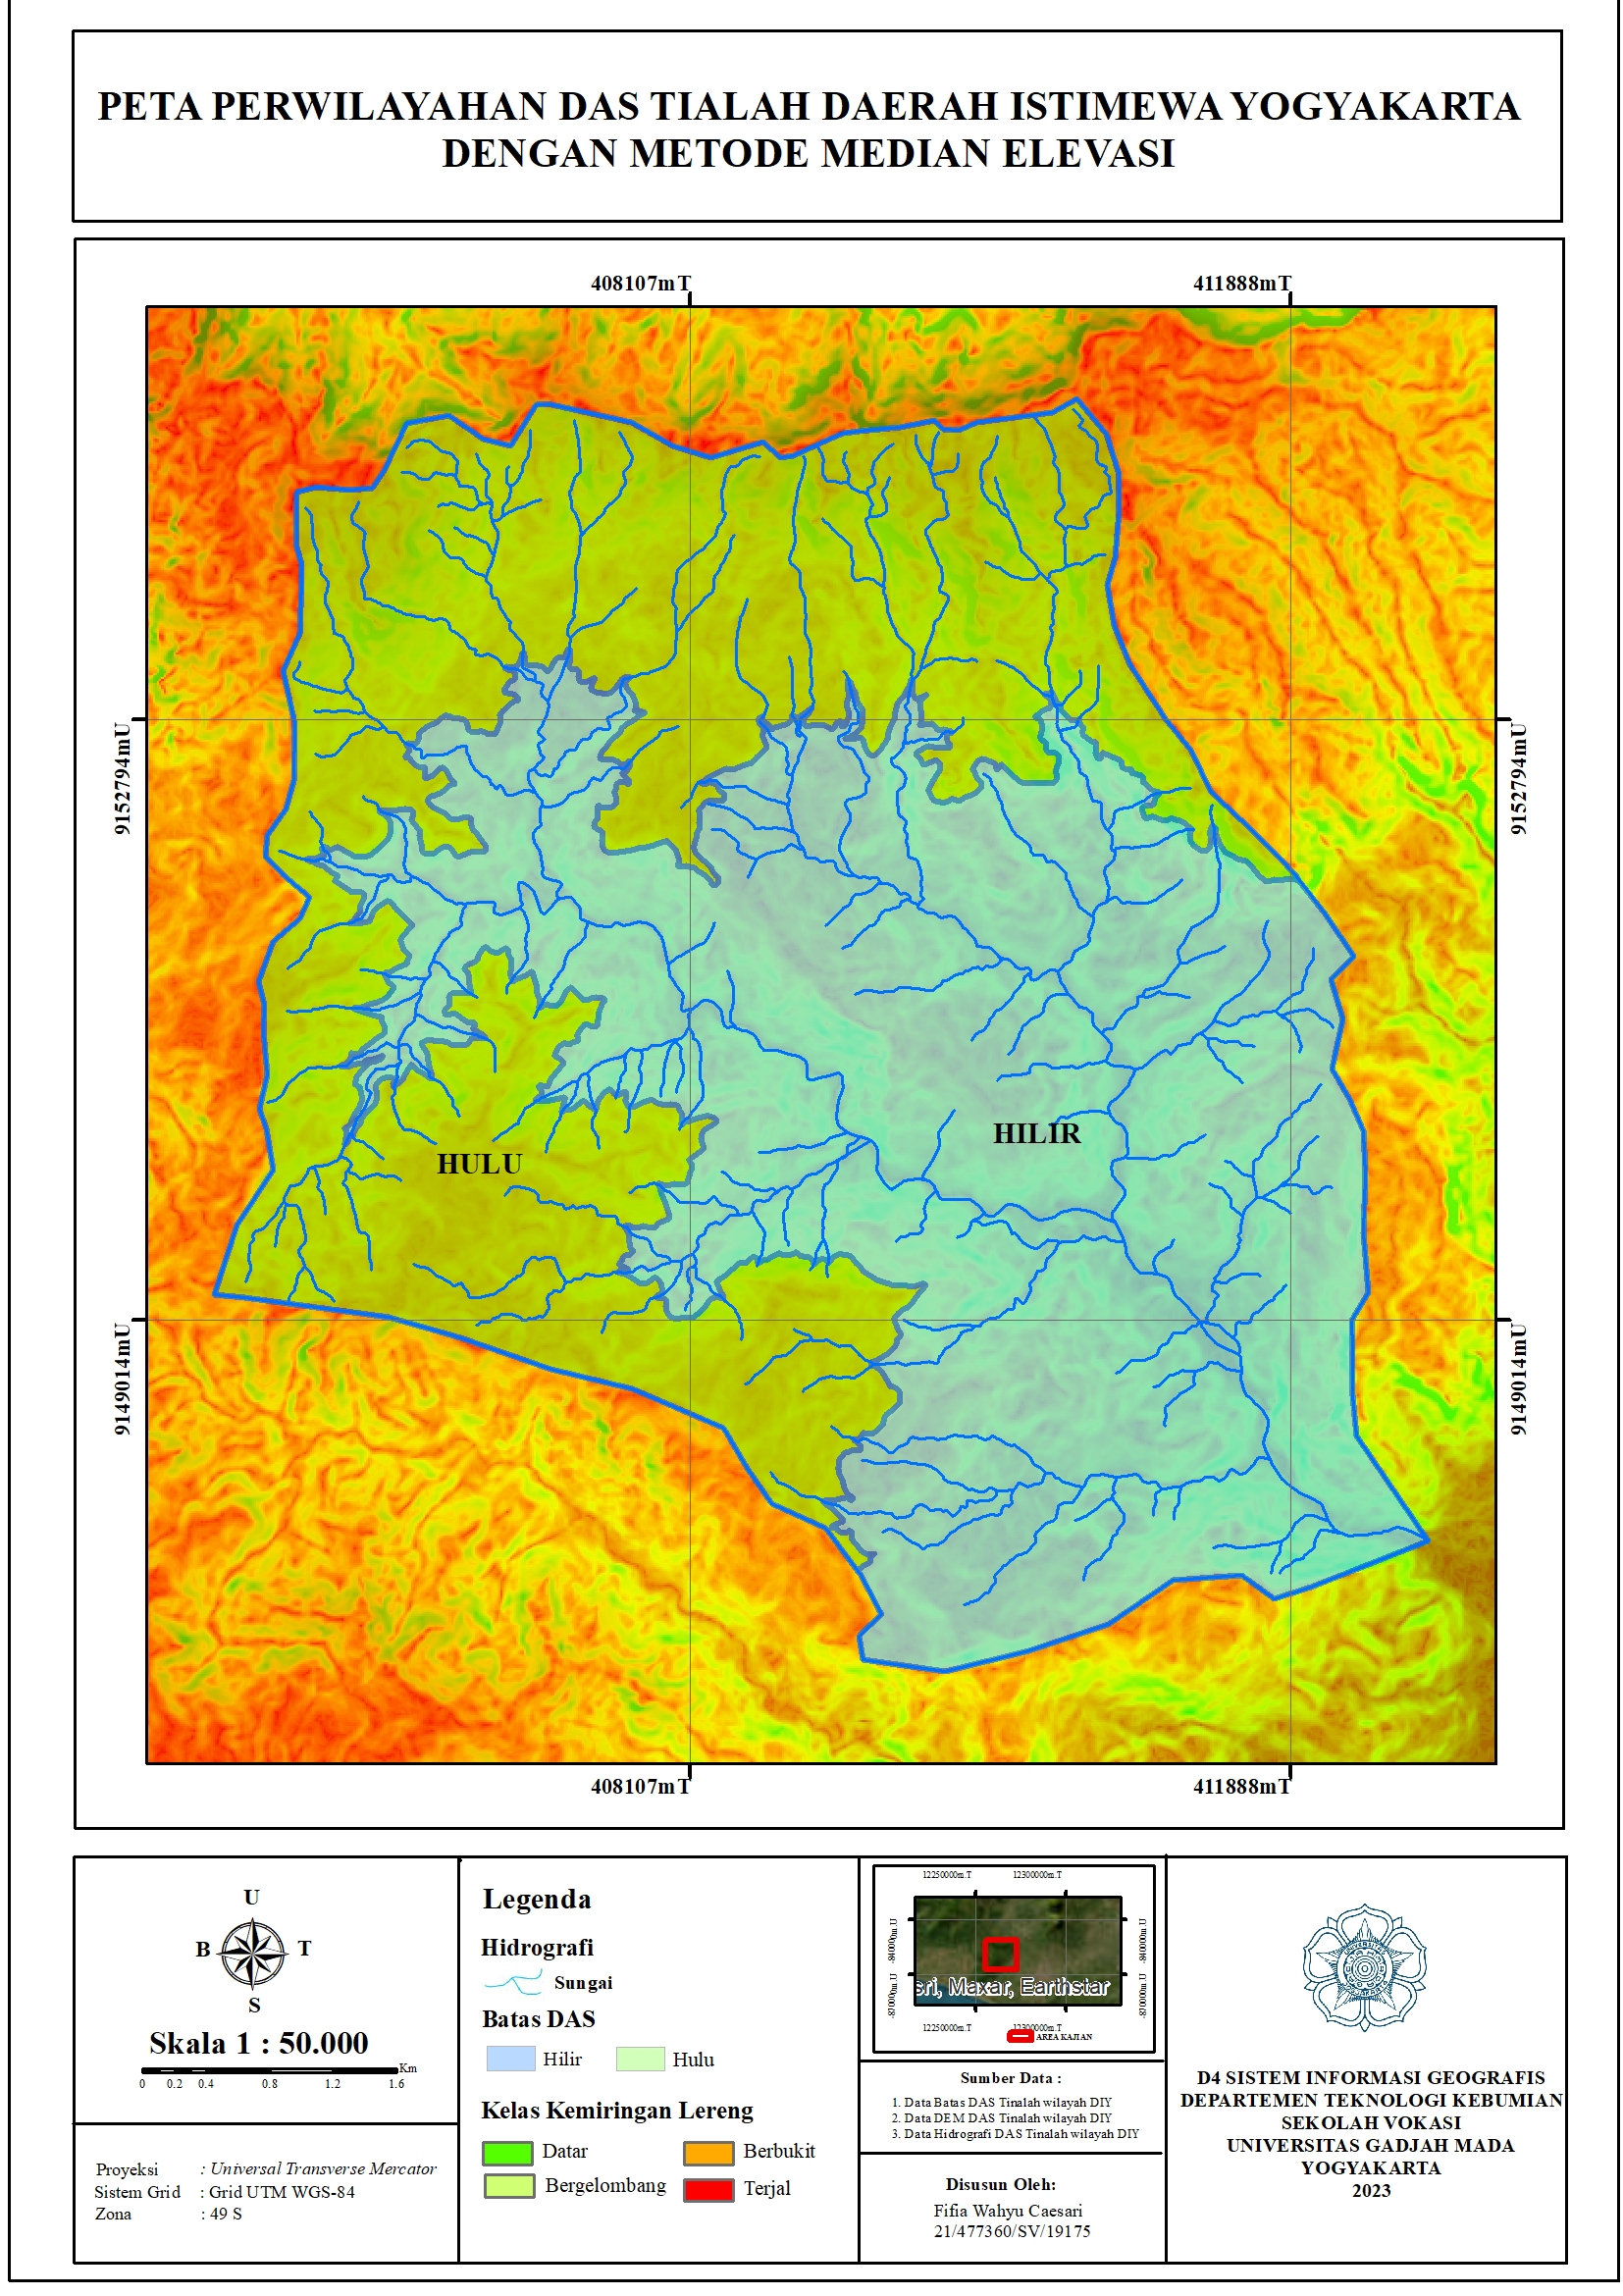 PETA PERWILAYAHAN DAS TIALAH DAERAH ISTIMEWA YOGYAKARTA
DENGAN METODE MEDIAN ELEVASI
408107mT
411888mT
9152794mU
9152794mU
HILIR
HULU
9149014mU
9149014mU
408107mT
411888mT
U
B
T
S
Skala 1 : 50.000
Km
0 0.2 0.4 0.8 1.2 1.6
Proyeksi : Universal Transverse Mercator
Sistem Grid : Grid UTM WGS-84
Zona : 49 S
Legenda
Hidrografi
Sungai
Batas DAS
Hilir
Hulu
Kelas Kemiringan Lereng
Datar
Berbukit
Bergelombang
Terjal
12250000m.T
12300000m.T
-840000m.U
-840000m.U
-870000m.U
-870000m.U
sri, Maxar, Earthstar
12250000m.T
12300000m.T
AREA KAJIAN
Sumber Data :
1. Data Batas DAS Tinalah wilayah DIY
2. Data DEM DAS Tinalah wilayah DIY
3. Data Hidrografi DAS Tinalah wilayah DIY
Disusun Oleh:
Fifia Wahyu Caesari
21/477360/SV/19175
D4 SISTEM INFORMASI GEOGRAFIS
DEPARTEMEN TEKNOLOGI KEBUMIAN
SEKOLAH VOKASI
UNIVERSITAS GADJAH MADA
YOGYAKARTA
2023